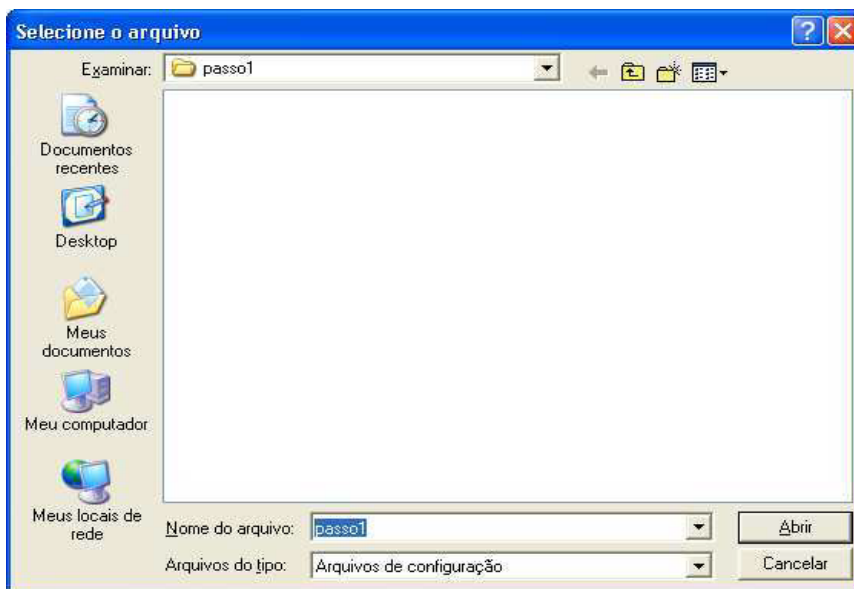 Selecione o arquivo
Examinar:
passo1
Documentos
recentes
Desktop
Meus
documentos
Meu computador
Meus locais de
rede
Nome do arquivo:
passo1
Abrir
Arquivos do tipo:
Arquivos de configuração
Cancelar